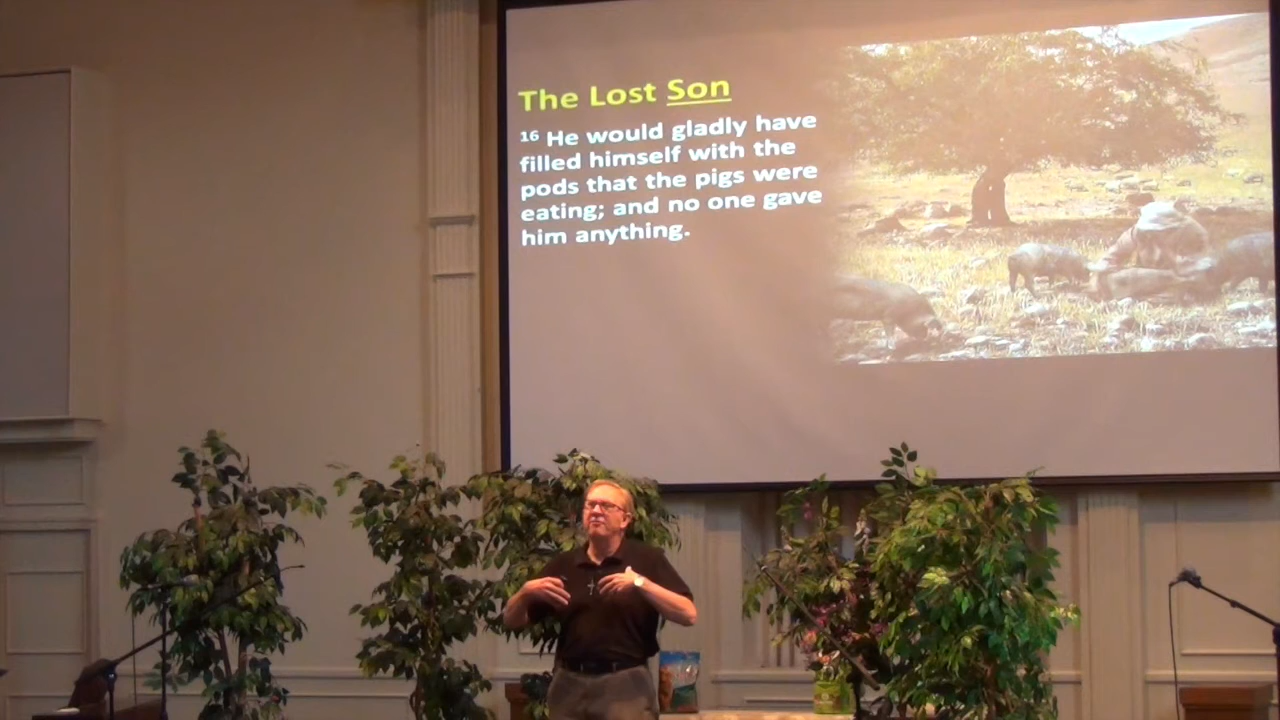 The Lost Son
16 He would gladly have
filled himself with the
pods that the pigs were
eating; and no one gave
him anything.